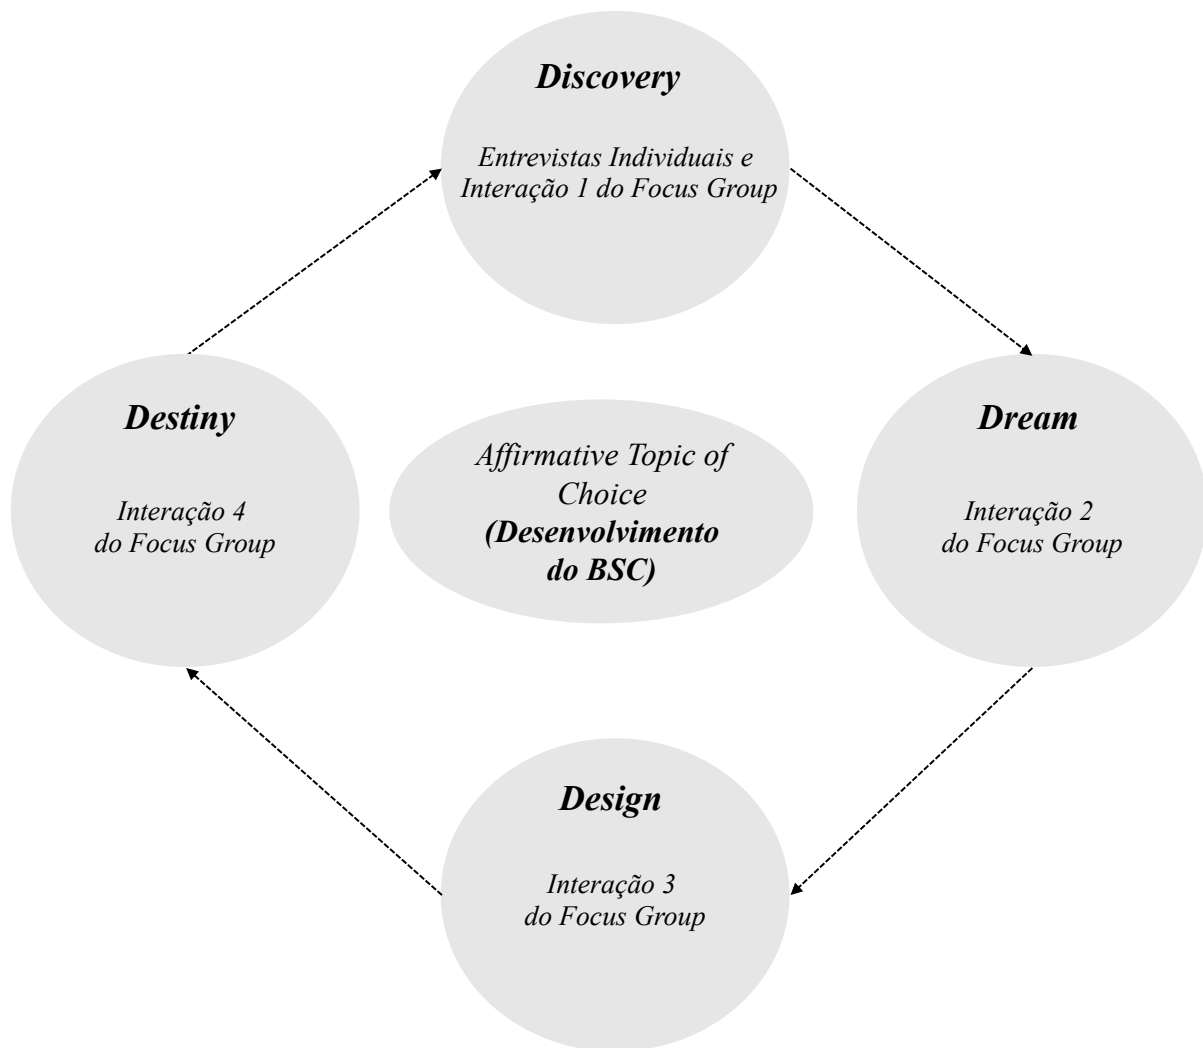 Discovery
Entrevistas Individuais e
Interação 1 do Focus Group
Destiny
Interação 4
do Focus Group
Affirmative Topic of
Choice
(Desenvolvimento
do BSC)
Dream
Interação 2
do Focus Group
Design
Interação 3
do Focus Group